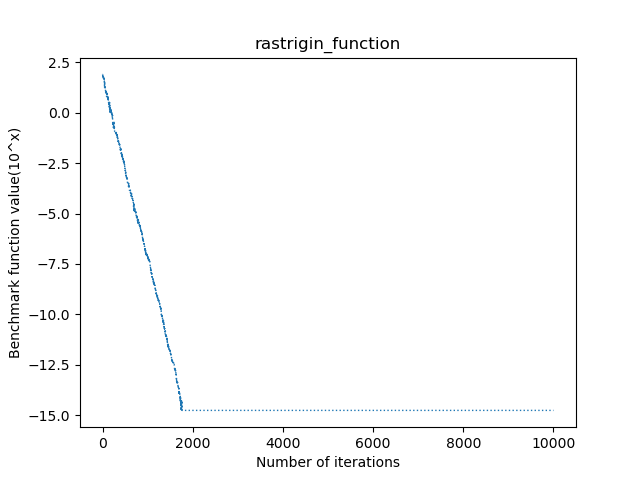 rastrigin_function
2.5
0.0
−2.5
−5.0
−7.5
−10.0
−12.5
−15.0
Benchmark function value(10^x)
0 2000 4000 6000 8000 10000
Number of iterations